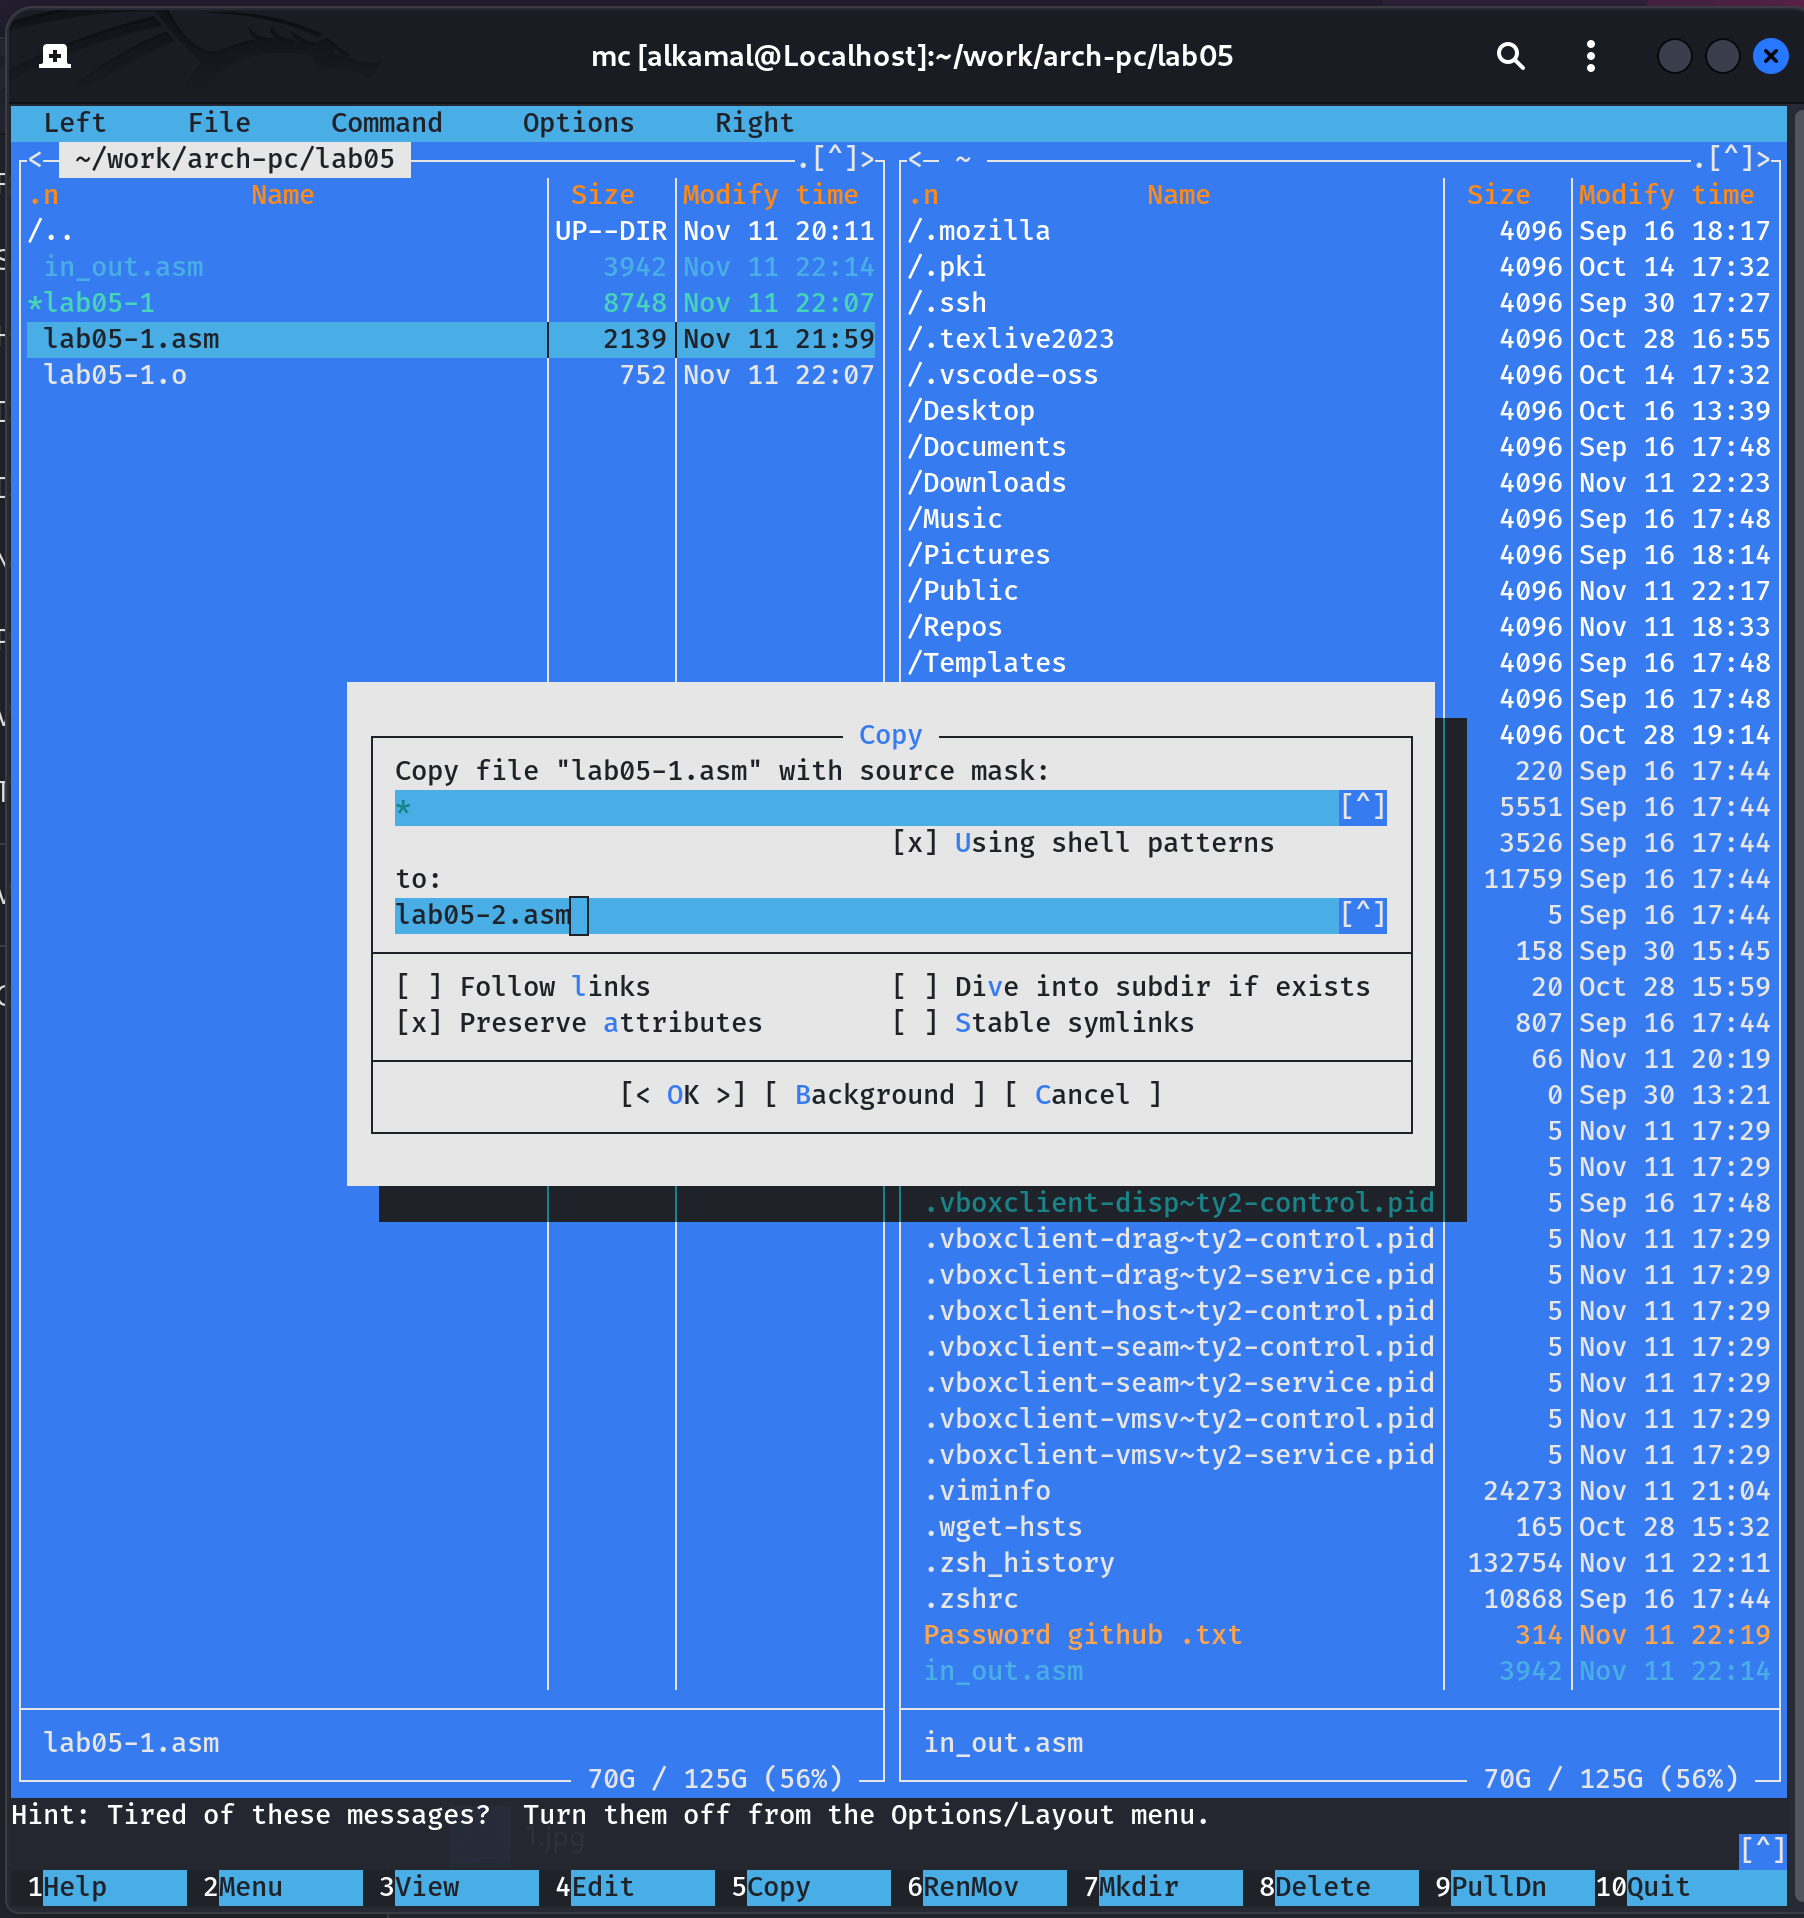 mc [alkamal@Localhost]:~/work/arch-pc/lab05
Left File Command Options Right
<─ ~/work/arch-pc/lab05 .[^]>
.n Name Size Modify time
/.. UP--DIR Nov 11 20:11
in_out.asm 3942 Nov 11 22:14
*lab05-1 8748 Nov 11 22:07
lab05-1.asm 2139 Nov 11 21:59
lab05-1.o 752 Nov 11 22:07
<─ ~ .[^]>
.n Name Size Modify time
/.mozilla 4096 Sep 16 18:17
/.pki 4096 Oct 14 17:32
/.ssh 4096 Sep 30 17:27
/.texlive2023 4096 Oct 28 16:55
/.vscode-oss 4096 Oct 14 17:32
/Desktop 4096 Oct 16 13:39
/Documents 4096 Sep 16 17:48
/Downloads 4096 Nov 11 22:23
/Music 4096 Sep 16 17:48
/Pictures 4096 Sep 16 18:14
/Public 4096 Nov 11 22:17
/Repos 4096 Nov 11 18:33
/Templates 4096 Sep 16 17:48
4096 Sep 16 17:48
4096 Oct 28 19:14
220 Sep 16 17:44
5551 Sep 16 17:44
3526 Sep 16 17:44
11759 Sep 16 17:44
5 Sep 16 17:44
158 Sep 30 15:45
20 Oct 28 15:59
807 Sep 16 17:44
66 Nov 11 20:19
0 Sep 30 13:21
5 Nov 11 17:29
5 Nov 11 17:29
.vboxclient-disp~ty2-control.pid 5 Sep 16 17:48
.vboxclient-drag~ty2-control.pid 5 Nov 11 17:29
.vboxclient-drag~ty2-service.pid 5 Nov 11 17:29
.vboxclient-host~ty2-control.pid 5 Nov 11 17:29
.vboxclient-seam~ty2-control.pid 5 Nov 11 17:29
.vboxclient-seam~ty2-service.pid 5 Nov 11 17:29
.vboxclient-vmsv~ty2-control.pid 5 Nov 11 17:29
.vboxclient-vmsv~ty2-service.pid 5 Nov 11 17:29
.viminfo 24273 Nov 11 21:04
.wget-hsts 165 Oct 28 15:32
.zsh_history 132754 Nov 11 22:11
.zshrc 10868 Sep 16 17:44
Password github .txt 314 Nov 11 22:19
in_out.asm 3942 Nov 11 22:14
Copy
Copy file "lab05-1.asm" with source mask:
* [^]
[x] Using shell patterns
to:
lab05-2.asm [^]
[ ] Follow links [ ] Dive into subdir if exists
[x] Preserve attributes [ ] Stable symlinks
[< OK >] [ Background ] [ Cancel ]
lab05-1.asm
70G / 125G (56%)
in_out.asm
70G / 125G (56%)
Hint: Tired of these messages? Turn them off from the Options/Layout menu.
1.jpg
[^]
1Help 2Menu 3View 4Edit 5Copy 6RenMov 7Mkdir 8Delete 9PullDn 10Quit